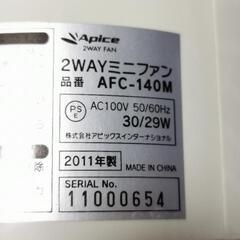 Apice
2WAY FAN
2WAYミニファン
品番 AFC-140M
PS
E
AC100V 50/60Hz
30/29W
株式会社アピックスインターナショナル
2011年製
MADE IN CHINA
SERIAL No.
11000654